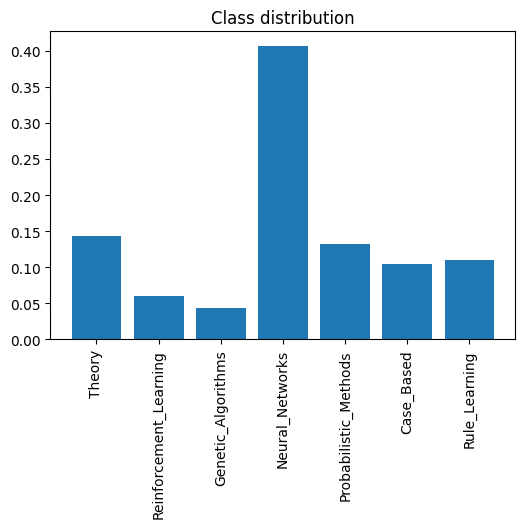 Class distribution
0.40
0.35
0.30
0.25
0.20
0.15
0.10
0.05
0.00
Theory
Reinforcement_Learning
Genetic_Algorithms
Neural_Networks
Probabilistic_Methods
Case_Based
Rule_Learning